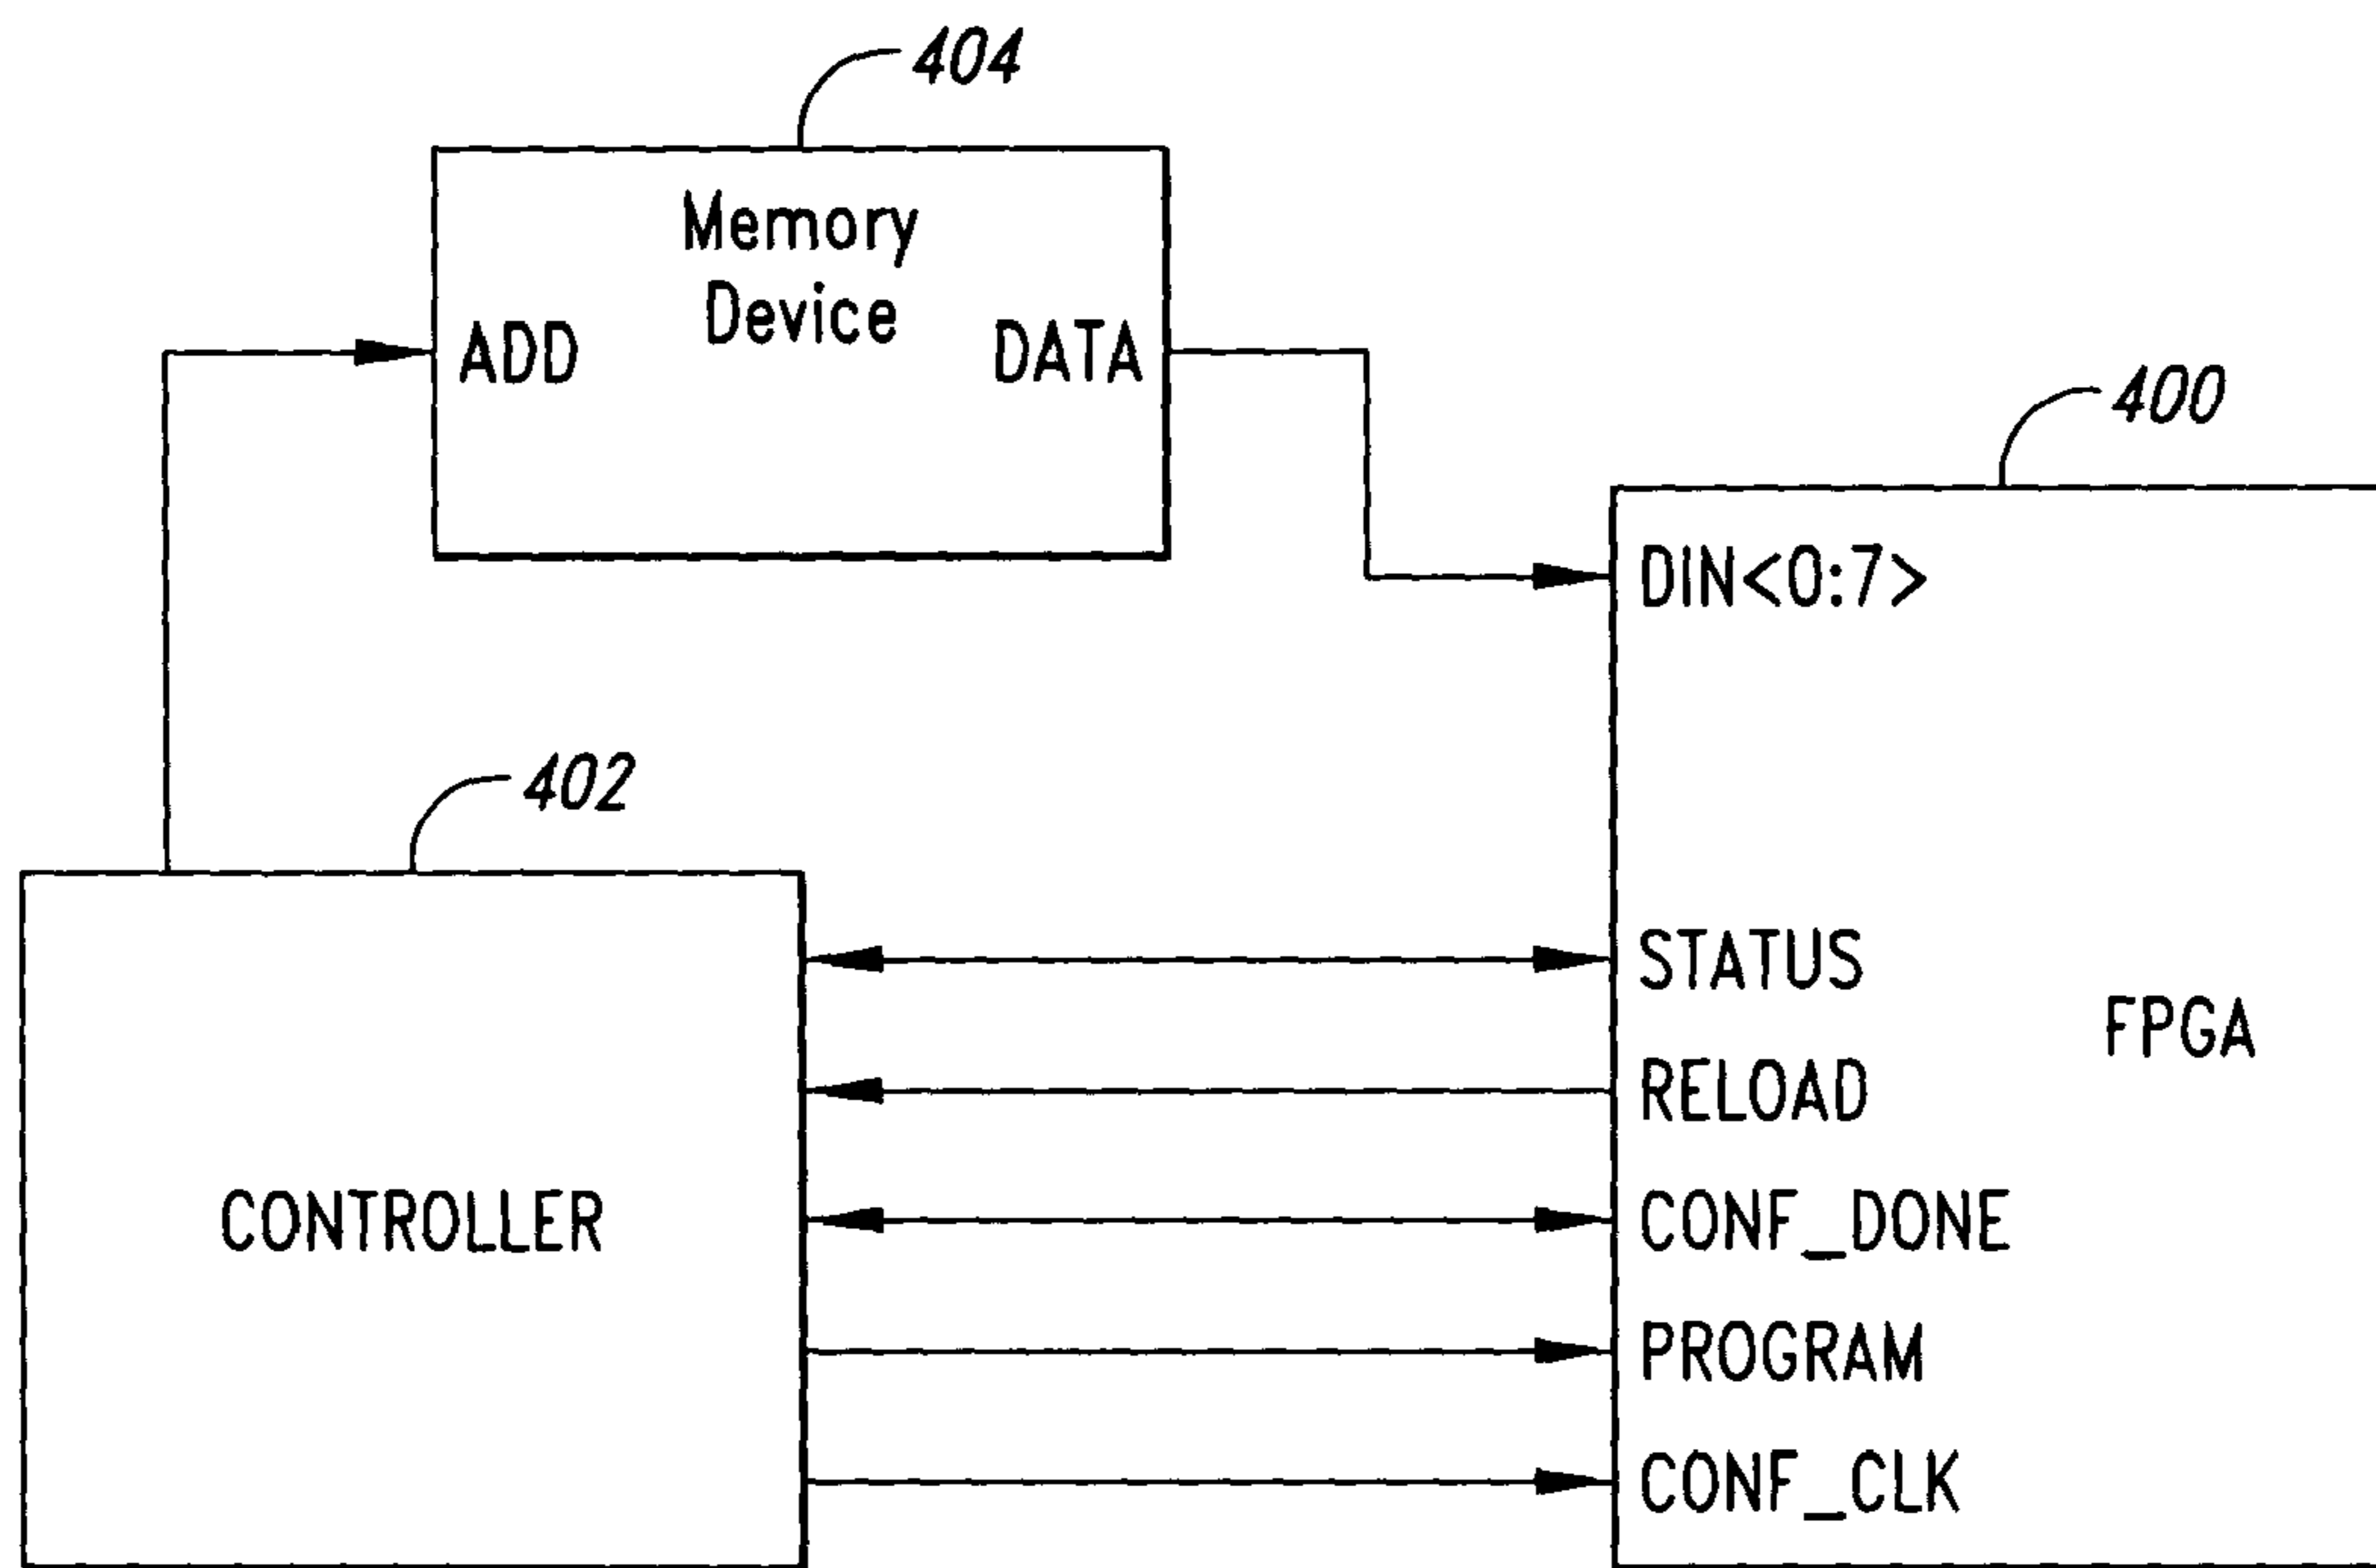 404
Memory
Device
ADD
DATA
400
DIN<0:7>
402
STATUS
FPGA
RELOAD
CONTROLLER
CONF_DONE
PROGRAM
CONF_CLK